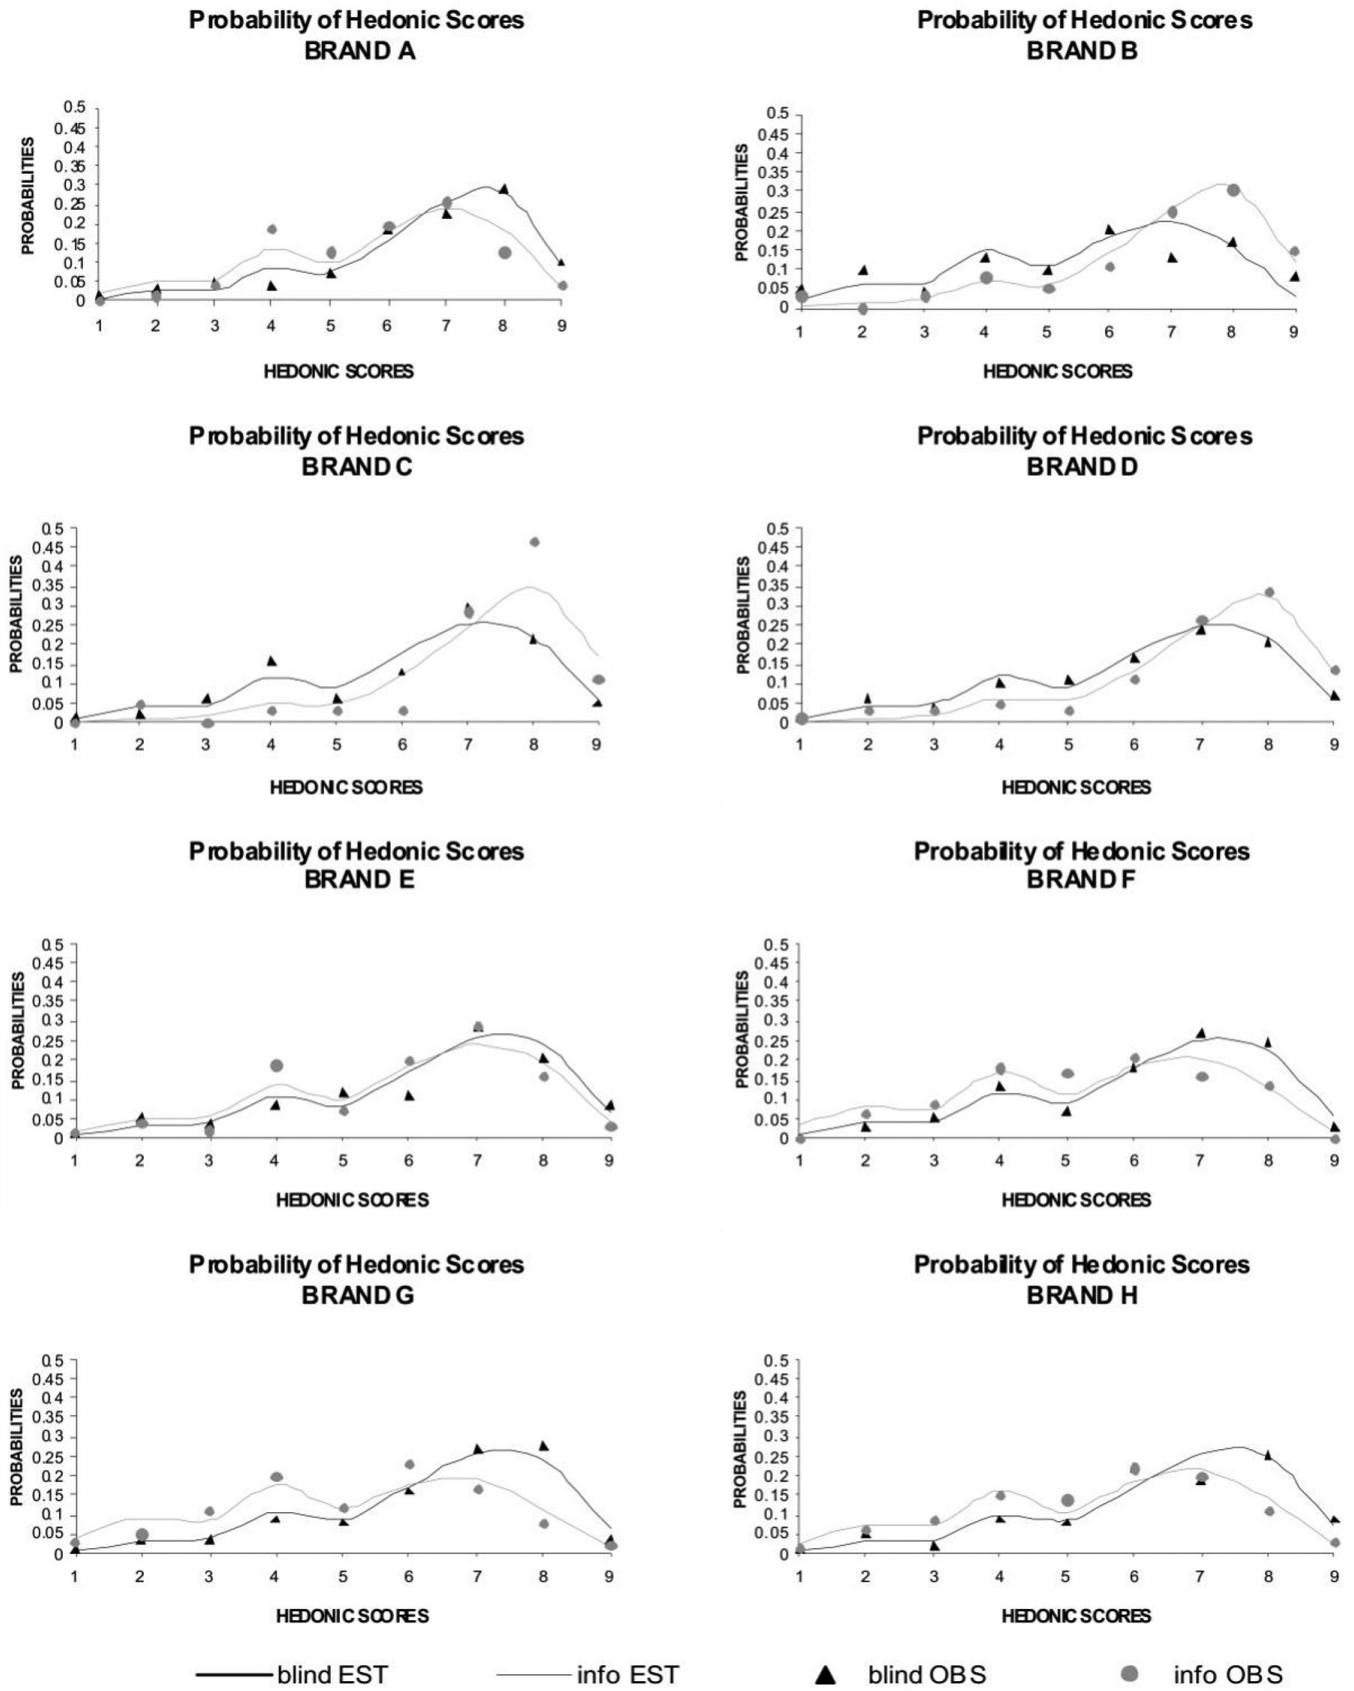 Probability of Hedonic Scores
BRAND A
PROBABILITIES
0.5
0.45
0.4
0.35
0.3
0.25
0.2
0.15
0.1
0.05
0
1 2 3 4 5 6 7 8 9
HEDONIC SCORES
Probability of Hedonic Scores
BRAND B
PROBABILITIES
0.5
0.45
0.4
0.35
0.3
0.25
0.2
0.15
0.1
0.05
0
1 2 3 4 5 6 7 8 9
HEDONIC SCORES
Probability of Hedonic Scores
BRAND C
PROBABILITIES
0.5
0.45
0.4
0.35
0.3
0.25
0.2
0.15
0.1
0.05
0
1 2 3 4 5 6 7 8 9
HEDONIC SCORES
Probability of Hedonic Scores
BRAND D
PROBABILITIES
0.5
0.45
0.4
0.35
0.3
0.25
0.2
0.15
0.1
0.05
0
1 2 3 4 5 6 7 8 9
HEDONIC SCORES
Probability of Hedonic Scores
BRAND E
PROBABILITIES
0.5
0.45
0.4
0.35
0.3
0.25
0.2
0.15
0.1
0.05
0
1 2 3 4 5 6 7 8 9
HEDONIC SCORES
Probability of Hedonic Scores
BRAND F
PROBABILITIES
0.5
0.45
0.4
0.35
0.3
0.25
0.2
0.15
0.1
0.05
0
1 2 3 4 5 6 7 8 9
HEDONIC SCORES
Probability of Hedonic Scores
BRAND G
PROBABILITIES
0.5
0.45
0.4
0.35
0.3
0.25
0.2
0.15
0.1
0.05
0
1 2 3 4 5 6 7 8 9
HEDONIC SCORES
Probability of Hedonic Scores
BRAND H
PROBABILITIES
0.5
0.45
0.4
0.35
0.3
0.25
0.2
0.15
0.1
0.05
0
1 2 3 4 5 6 7 8 9
HEDONIC SCORES
blind EST info EST blind OBS info OBS